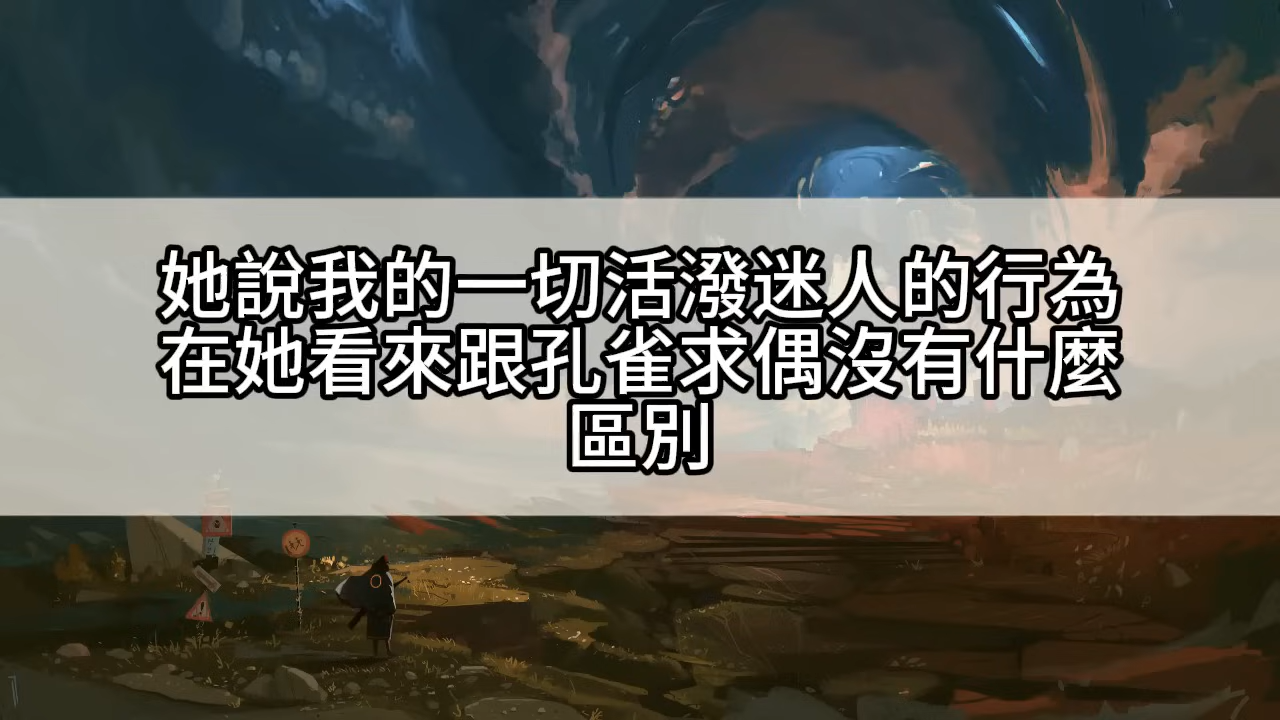 她說我的一切活潑迷人的行為
在她看來跟孔雀求偶沒有什麼
區別